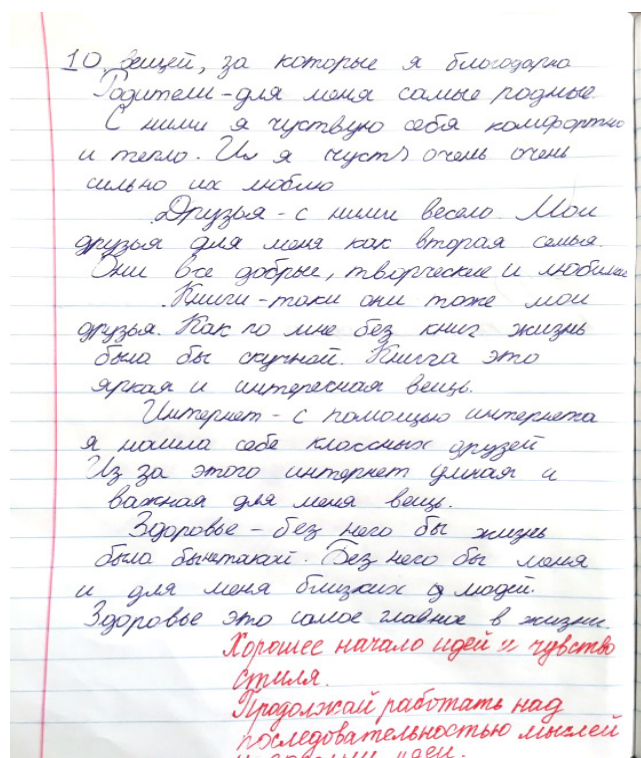 10 вещей, за которые я благодарна
Родители - для меня самые родные.
С ними я чуствую себя комфортно
и тепло. И я очень очень
сильно их люблю
Друзья - с ними весело. Мои
друзья для меня как вторая семья.
Они все добрые, творческие и любимые
Книги - таки они тоже мои
друзья. Как по мне без книг жизнь
была бы скучной. Книга это
яркая и интересная вещь.
Интернет - с помощью интернета
я нашла себе классных друзей
Из за этого интернет и
важная для меня вещь.
Здоровье - без него бы жизнь
была бы нетакой. Без него бы меня
и для меня близких людей.
Здоровье это самое главное в жизни.
Хорошее начало идей и чувство
стиля.
Продолжай работать над
последовательностью мыслей
идеи.